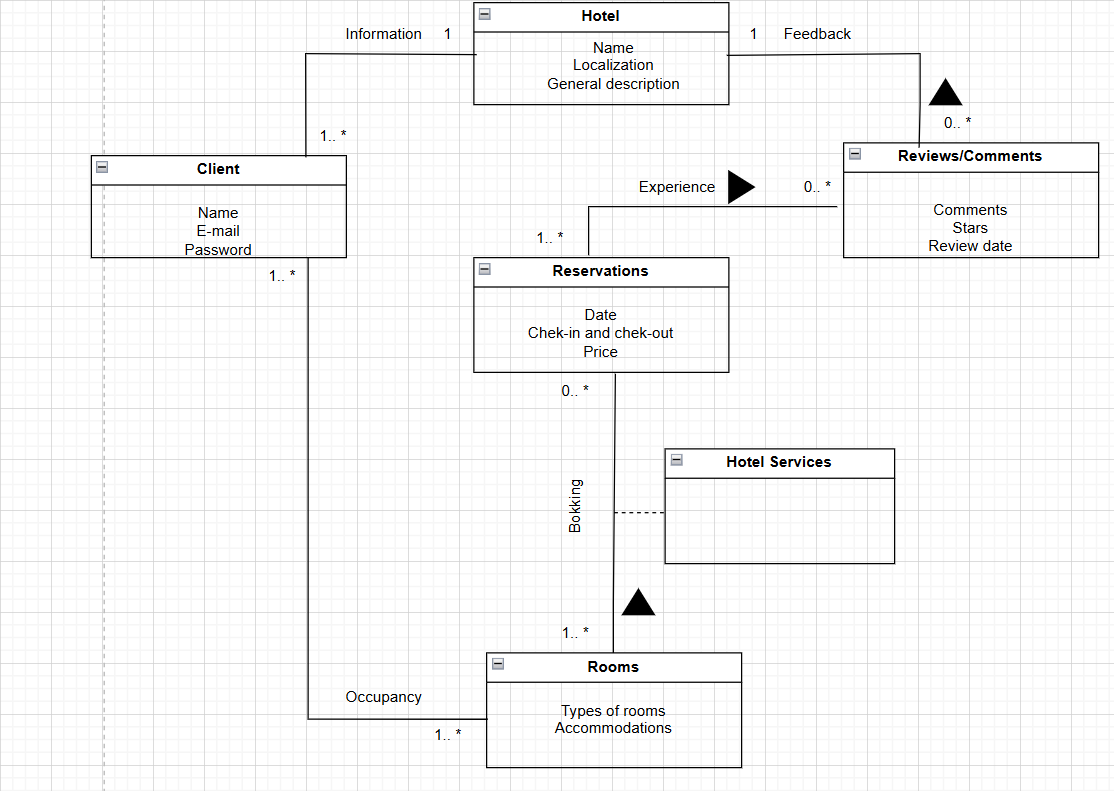 Hotel
Information 1
1 Feedback
Name
Localization
General description
1.. *
0.. *
Client
Name
E-mail
Password
1.. *
Reviews/Comments
Comments
Stars
Review date
Experience
0.. *
1.. *
Reservations
Date
Chek-in and chek-out
Price
0.. *
Bokking
Hotel Services
1.. *
Rooms
Types of rooms
Accommodations
Occupancy
1.. *